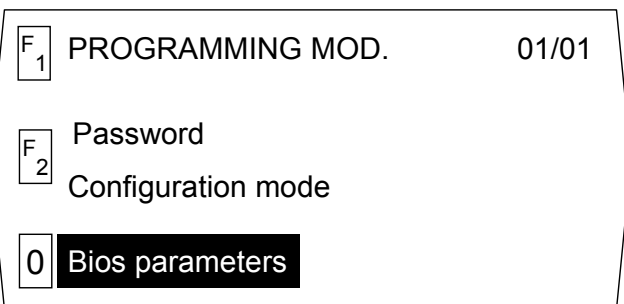 F1 PROGRAMMING MOD. 01/01
F2 Password
Configuration mode
0 Bios parameters